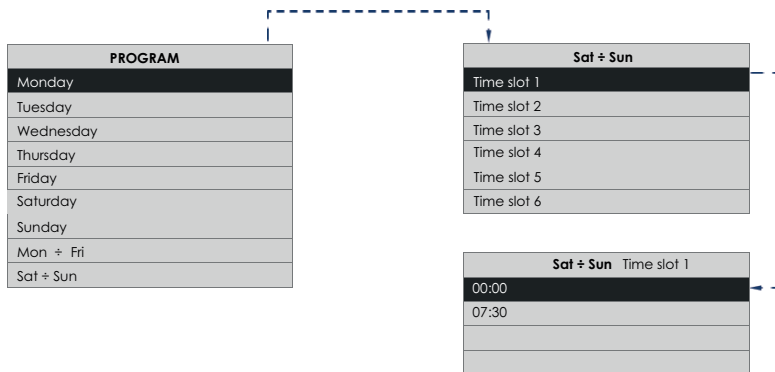 PROGRAM
Monday
Tuesday
Wednesday
Thursday
Friday
Saturday
Sunday
Mon ÷ Fri
Sat ÷ Sun
Sat ÷ Sun
Time slot 1
Time slot 2
Time slot 3
Time slot 4
Time slot 5
Time slot 6
Sat ÷ Sun Time slot 1
00:00
07:30